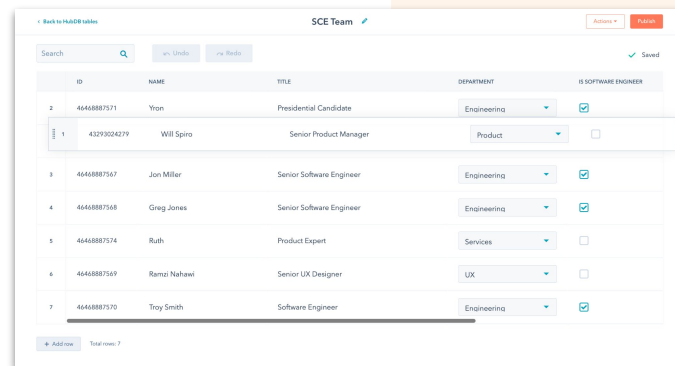 ‹ Back to HubDB tables
SCE Team
Actions
Publish
Search
Undo
Redo
Saved
ID NAME TITLE DEPARTMENT IS SOFTWARE ENGINEER
2 46468887571 Yron Presidential Candidate Engineering
1 43293024279 Will Spiro Senior Product Manager Product
3 46468887567 Jon Miller Senior Software Engineer Engineering
4 46468887568 Greg Jones Senior Software Engineer Engineering
5 46468887574 Ruth Product Expert Services
6 46468887569 Ramzi Nahawi Senior UX Designer UX
7 46468887570 Troy Smith Software Engineer Engineering
+ Add row Total rows: 7